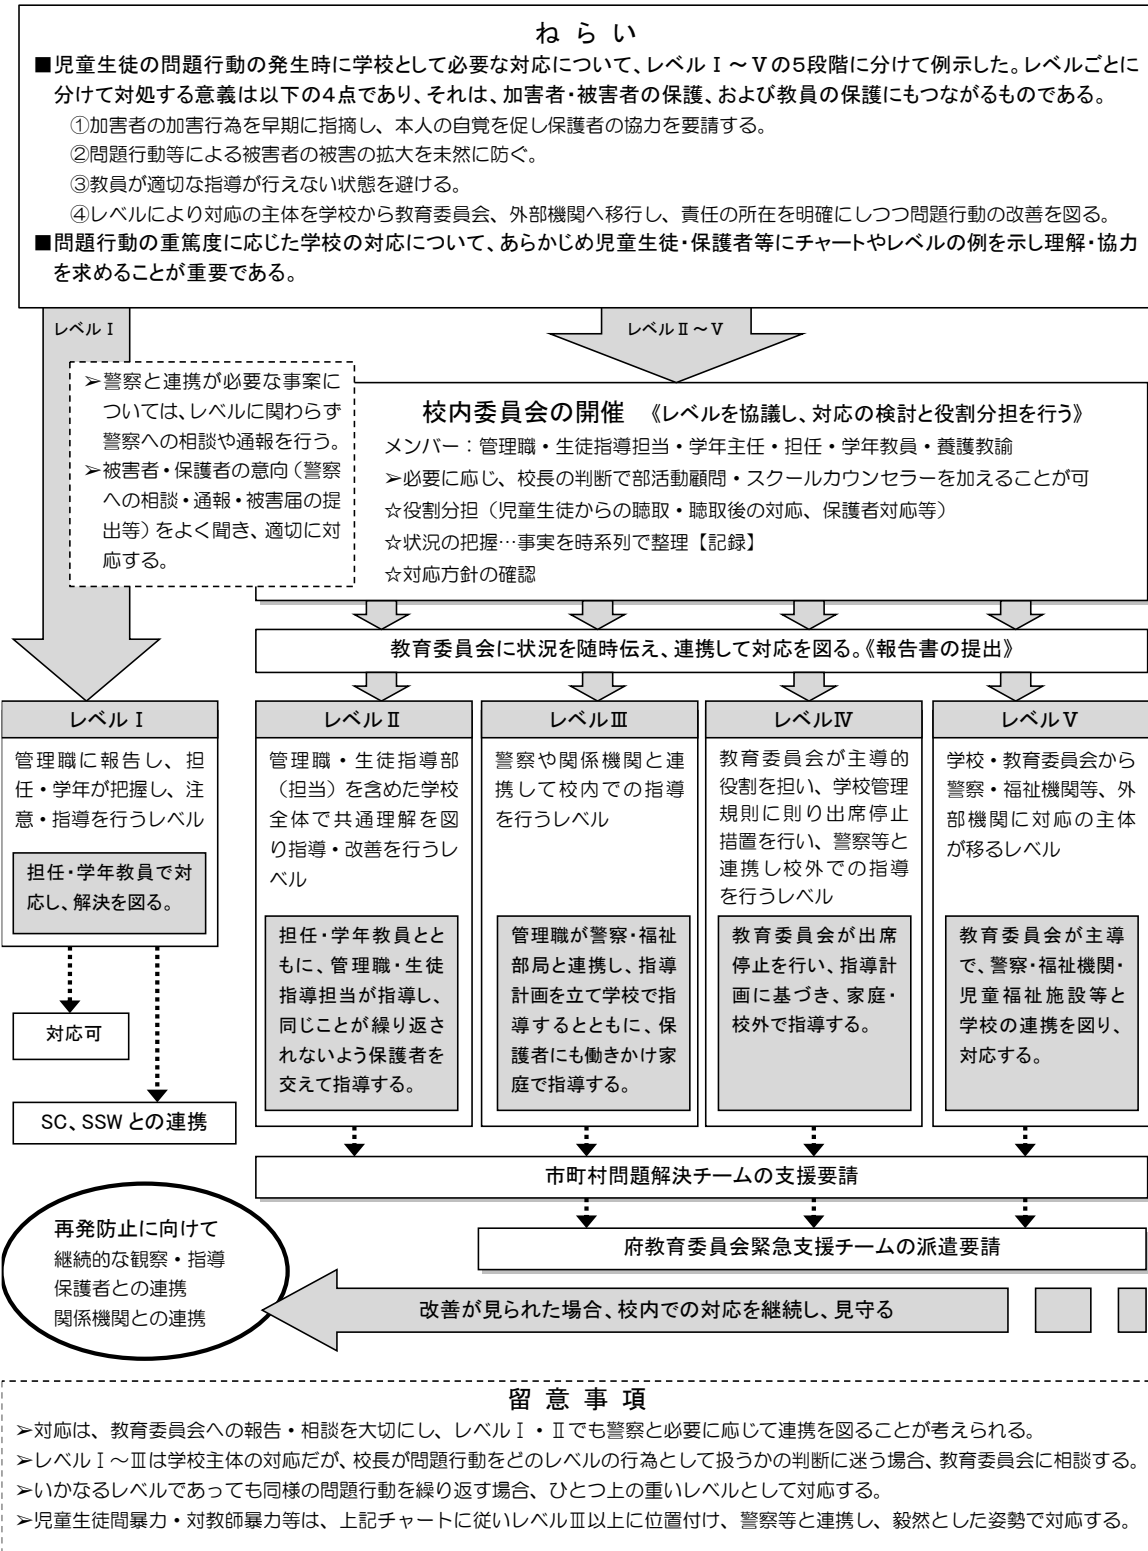 ねらい
■児童生徒の問題行動の発生時に学校として必要な対応について、レベルⅠ～Ⅴの5段階に分けて例示した。レベルごとに
分けて対処する意義は以下の4点であり、それは、加害者・被害者の保護、および教員の保護にもつながるものである。
①加害者の加害行為を早期に指摘し、本人の自覚を促し保護者の協力を要請する。
②問題行動等による被害者の被害の拡大を未然に防ぐ。
③教員が適切な指導が行えない状態を避ける。
④レベルにより対応の主体を学校から教育委員会、外部機関へ移行し、責任の所在を明確にしつつ問題行動の改善を図る。
■問題行動の重篤度に応じた学校の対応について、あらかじめ児童生徒・保護者等にチャートやレベルの例を示し理解・協力
を求めることが重要である。
レベルⅠ
レベルⅡ～Ⅴ
➢警察と連携が必要な事案に
ついては、レベルに関わらず
警察への相談や通報を行う。
➢被害者・保護者の意向（警察
への相談・通報・被害届の提
出等）をよく聞き、適切に対
応する。
校内委員会の開催 《レベルを協議し、対応の検討と役割分担を行う》
メンバー：管理職・生徒指導担当・学年主任・担任・学年教員・養護教諭
➢必要に応じ、校長の判断で部活動顧問・スクールカウンセラーを加えることが可
☆役割分担（児童生徒からの聴取・聴取後の対応、保護者対応等）
☆状況の把握…事実を時系列で整理【記録】
☆対応方針の確認
教育委員会に状況を随時伝え、連携して対応を図る。《報告書の提出》
レベルⅠ
管理職に報告し、担
任・学年が把握し、注
意・指導を行うレベル
担任・学年教員で対
応し、解決を図る。
対応可
SC、SSWとの連携
レベルⅡ
管理職・生徒指導部
（担当）を含めた学校
全体で共通理解を図
り指導・改善を行うレ
ベル
担任・学年教員とと
もに、管理職・生徒
指導担当が指導し、
同じことが繰り返さ
れないよう保護者を
交えて指導する。
レベルⅢ
警察や関係機関と連
携して校内での指導
を行うレベル
管理職が警察・福祉
部局と連携し、指導
計画を立て学校で指
導するとともに、保
護者にも働きかけ家
庭で指導する。
レベルⅣ
教育委員会が主導的
役割を担い、学校管理
規則に則り出席停止
措置を行い、警察等と
連携し校外での指導
を行うレベル
教育委員会が出席
停止を行い、指導計
画に基づき、家庭・
校外で指導する。
レベルⅤ
学校・教育委員会から
警察・福祉機関等、外
部機関に対応の主体
が移るレベル
教育委員会が主導
で、警察・福祉機関・
児童福祉施設等と
学校の連携を図り、
対応する。
市町村問題解決チームの支援要請
府教育委員会緊急支援チームの派遣要請
再発防止に向けて
継続的な観察・指導
保護者との連携
関係機関との連携
改善が見られた場合、校内での対応を継続し、見守る
留意事項
➢対応は、教育委員会への報告・相談を大切にし、レベルⅠ・Ⅱでも警察と必要に応じて連携を図ることが考えられる。
➢レベルⅠ～Ⅲは学校主体の対応だが、校長が問題行動をどのレベルの行為として扱うかの判断に迷う場合、教育委員会に相談する。
➢いかなるレベルであっても同様の問題行動を繰り返す場合、ひとつ上の重いレベルとして対応する。
➢児童生徒間暴力・対教師暴力等は、上記チャートに従いレベルⅢ以上に位置付け、警察等と連携し、毅然とした姿勢で対応する。